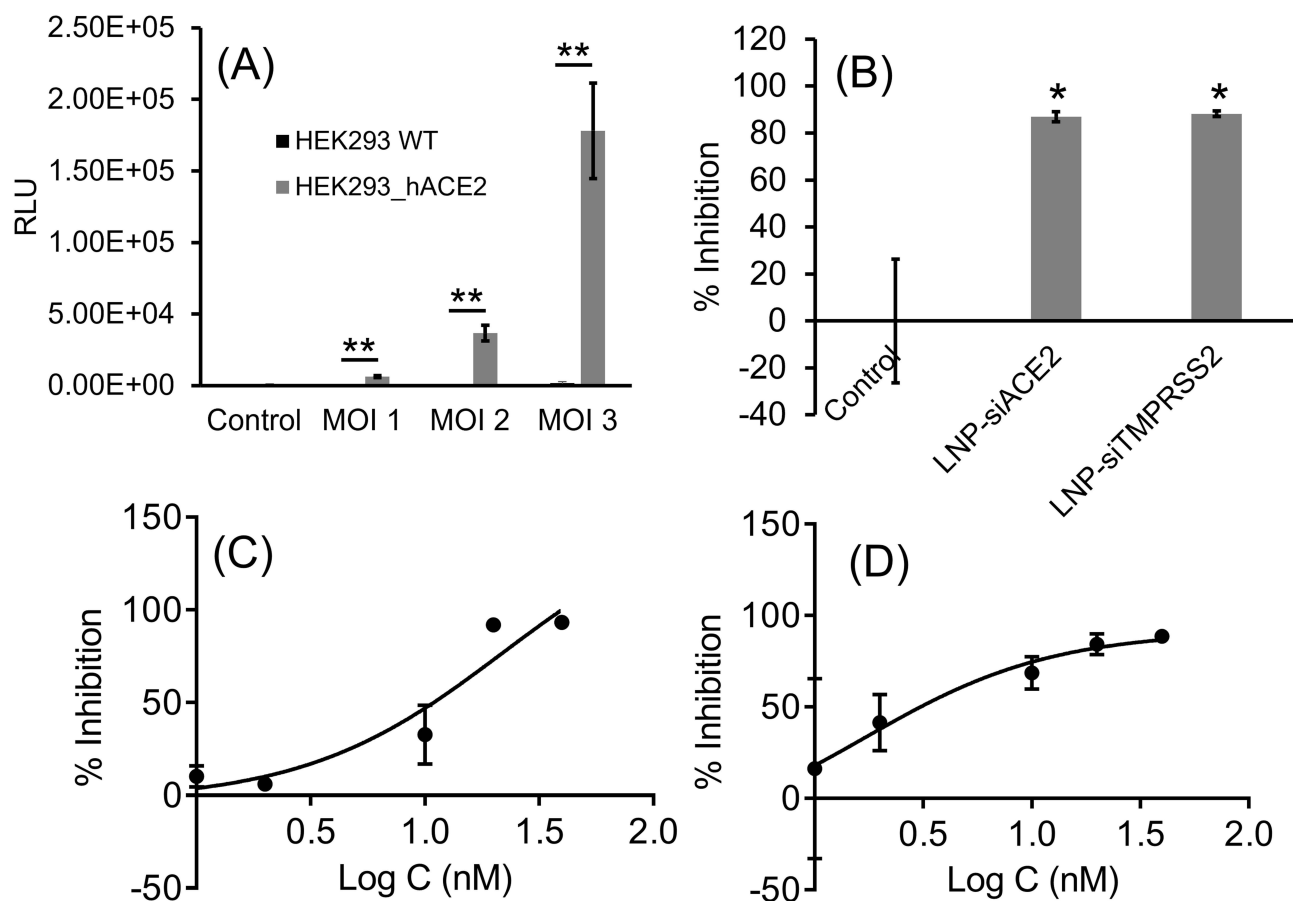 (A)
2.50E+05
2.00E+05
1.50E+05
1.00E+05
5.00E+04
0.00E+00
RLU
HEK293 WT
HEK293_hACE2
**
**
**
Control MOI 1 MOI 2 MOI 3
(B)
120
100
80
60
40
20
0
-20
-40
% Inhibition
*
*
Control
LNP-siACE2
LNP-siTMPRSS2
(C)
150
100
50
0
-50
% Inhibition
0.5 1.0 1.5 2.0
Log C (nM)
(D)
150
100
50
0
-50
% Inhibition
0.5 1.0 1.5 2.0
Log C (nM)